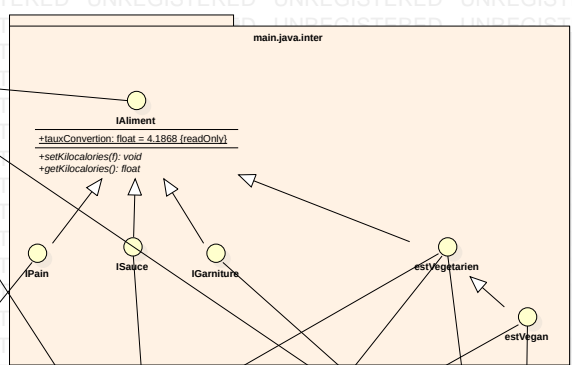 main.java.inter
IAliment
+tauxConvertion: float = 4.1868 {readOnly}
+setKilocalories(f): void
+getKilocalories(): float
IPain
ISauce
IGarniture
estVegetarien
estVegan